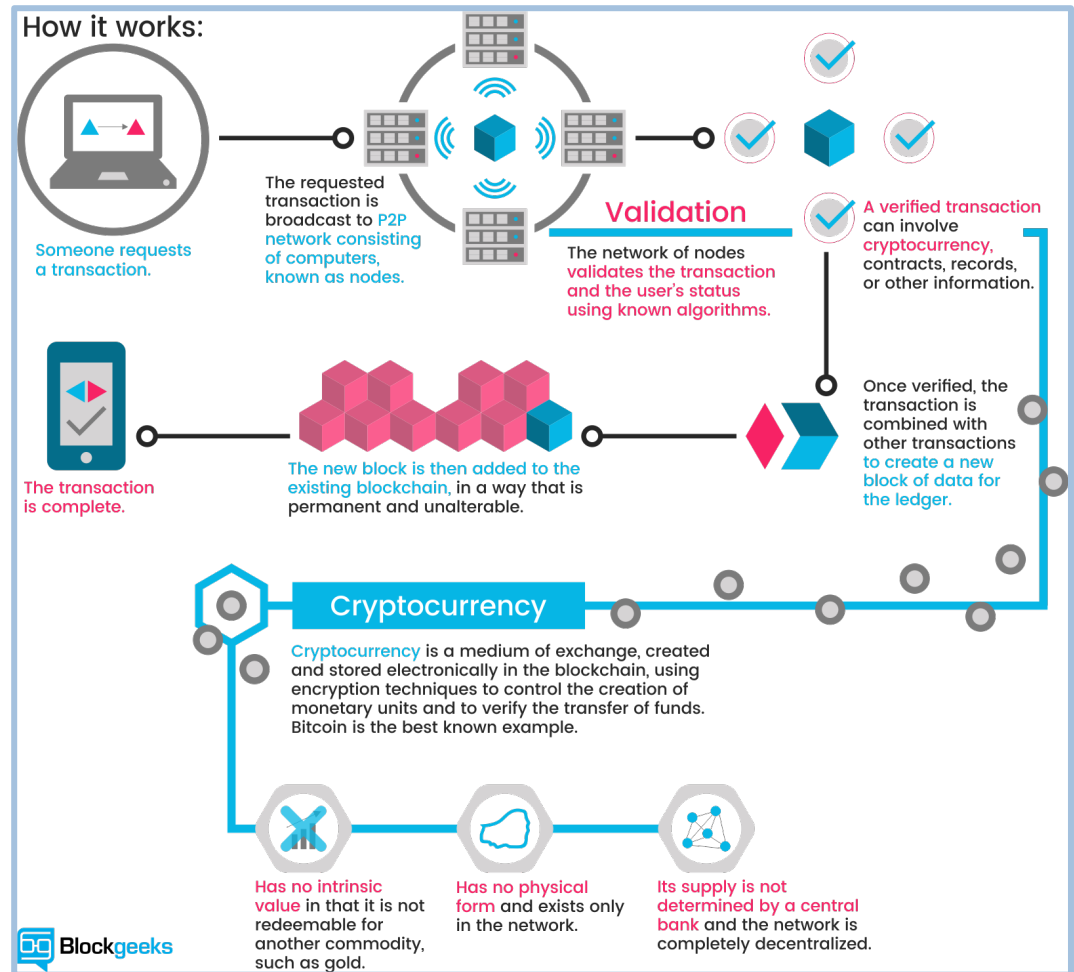 How it works:
Someone requests
a transaction.
The requested
transaction is
broadcast to P2P
network consisting
of computers,
known as nodes.
Validation
The network of nodes
validates the transaction
and the user's status
using known algorithms.
A verified transaction
can involve
cryptocurrency,
contracts, records,
or other information.
Once verified, the
transaction is
combined with
other transactions
to create a new
block of data for
the ledger.
The new block is then added to the
existing blockchain, in a way that is
permanent and unalterable.
The transaction
is complete.
Cryptocurrency
Cryptocurrency is a medium of exchange, created
and stored electronically in the blockchain, using
encryption techniques to control the creation of
monetary units and to verify the transfer of funds.
Bitcoin is the best known example.
Has no intrinsic
value in that it is not
redeemable for
another commodity,
such as gold.
Has no physical
form and exists only
in the network.
Its supply is not
determined by a central
bank and the network is
completely decentralized.
Blockgeeks